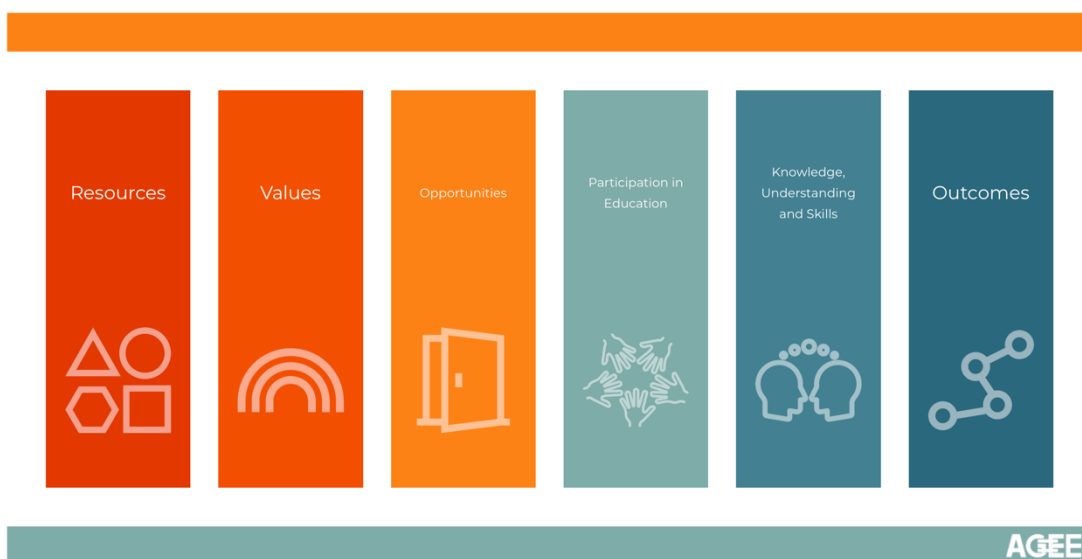 Resources
Values
Opportunities
Participation in
Education
Knowledge,
Understanding
and Skills
Outcomes
AGEE